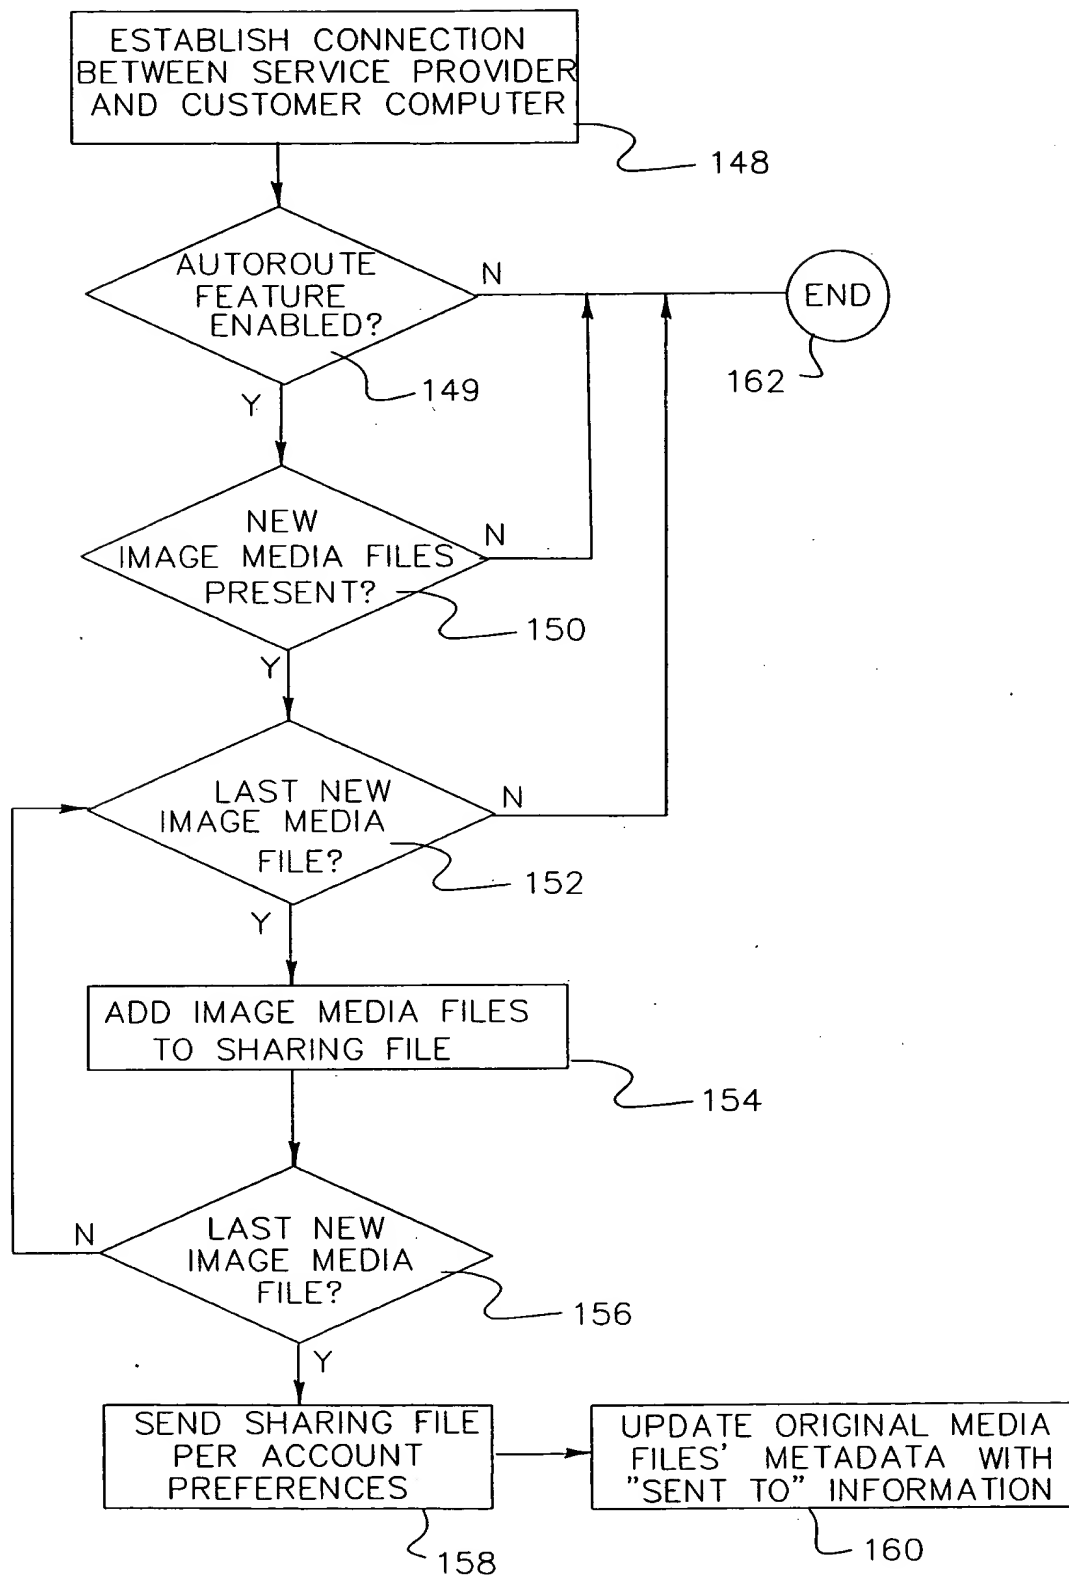 ESTABLISH CONNECTION
BETWEEN SERVICE PROVIDER
AND CUSTOMER COMPUTER
148
AUTOROUTE
FEATURE
ENABLED?
N
END
162
149
Y
NEW
IMAGE MEDIA FILES
PRESENT?
N
150
Y
LAST NEW
IMAGE MEDIA
FILE?
N
152
Y
ADD IMAGE MEDIA FILES
TO SHARING FILE
154
N
LAST NEW
IMAGE MEDIA
FILE?
156
Y
SEND SHARING FILE
PER ACCOUNT
PREFERENCES
158
UPDATE ORIGINAL MEDIA
FILES' METADATA WITH
"SENT TO" INFORMATION
160